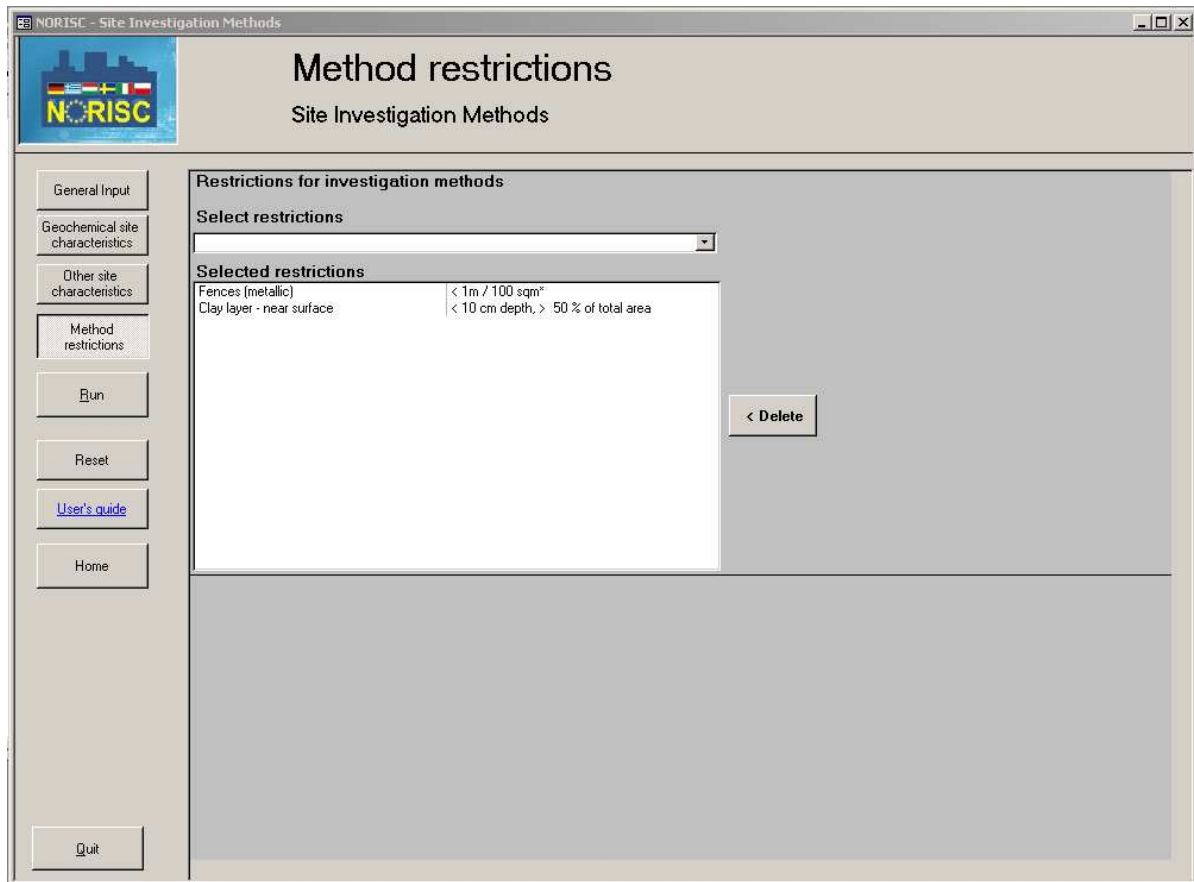 NORISC - Site Investigation Methods
NORISC
Method restrictions
Site Investigation Methods
General Input
Geochemical site
characteristics
Other site
characteristics
Method
restrictions
Run
Reset
User's guide
Home
Quit
Restrictions for investigation methods
Select restrictions
Selected restrictions
Fences (metallic) < 1m / 100 sqm*
Clay layer - near surface < 10 cm depth, > 50 % of total area
< Delete